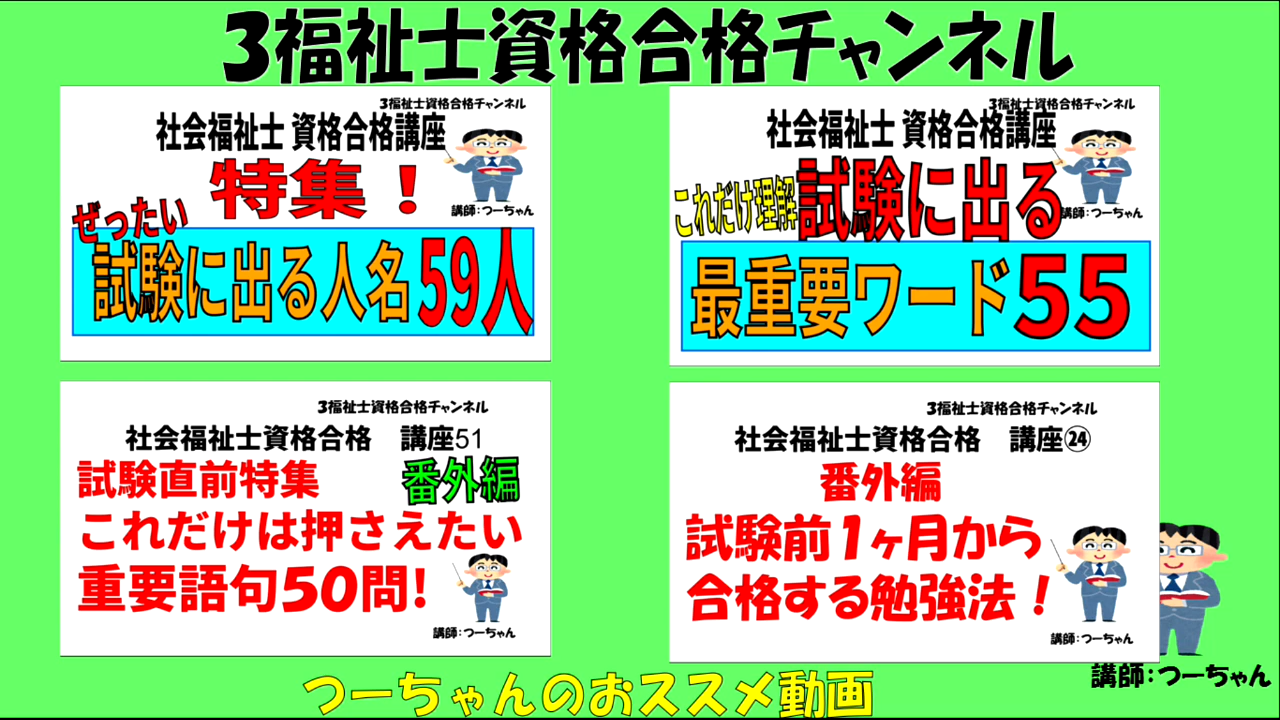 3福祉士資格合格チャンネル
3福祉士資格合格チャンネル
社会福祉士 資格合格講座
特集！
ぜったい
試験に出る人名59人
講師：つーちゃん
3福祉士資格合格チャンネル
社会福祉士 資格合格講座
これだけ理解試験に出る
最重要ワード55
講師：つーちゃん
3福祉士資格合格チャンネル
社会福祉士資格合格 講座51
試験直前特集 番外編
これだけは押さえたい
重要語句50問!
講師：つーちゃん
3福祉士資格合格チャンネル
社会福祉士資格合格 講座㉔
番外編
試験前1ヶ月から
合格する勉強法！
講師：つーちゃん
講師：つーちゃん
つーちゃんのおススメ動画